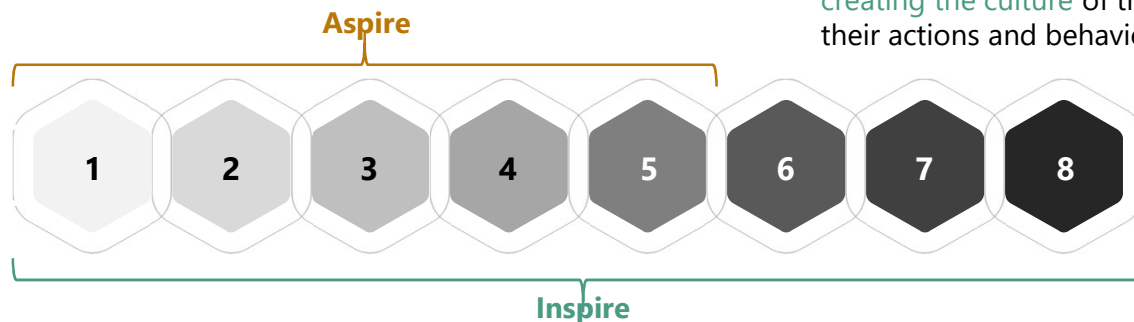 creating the culture of
their actions and
Aspire
1 2 3 4 5 6 7 8
Inspire